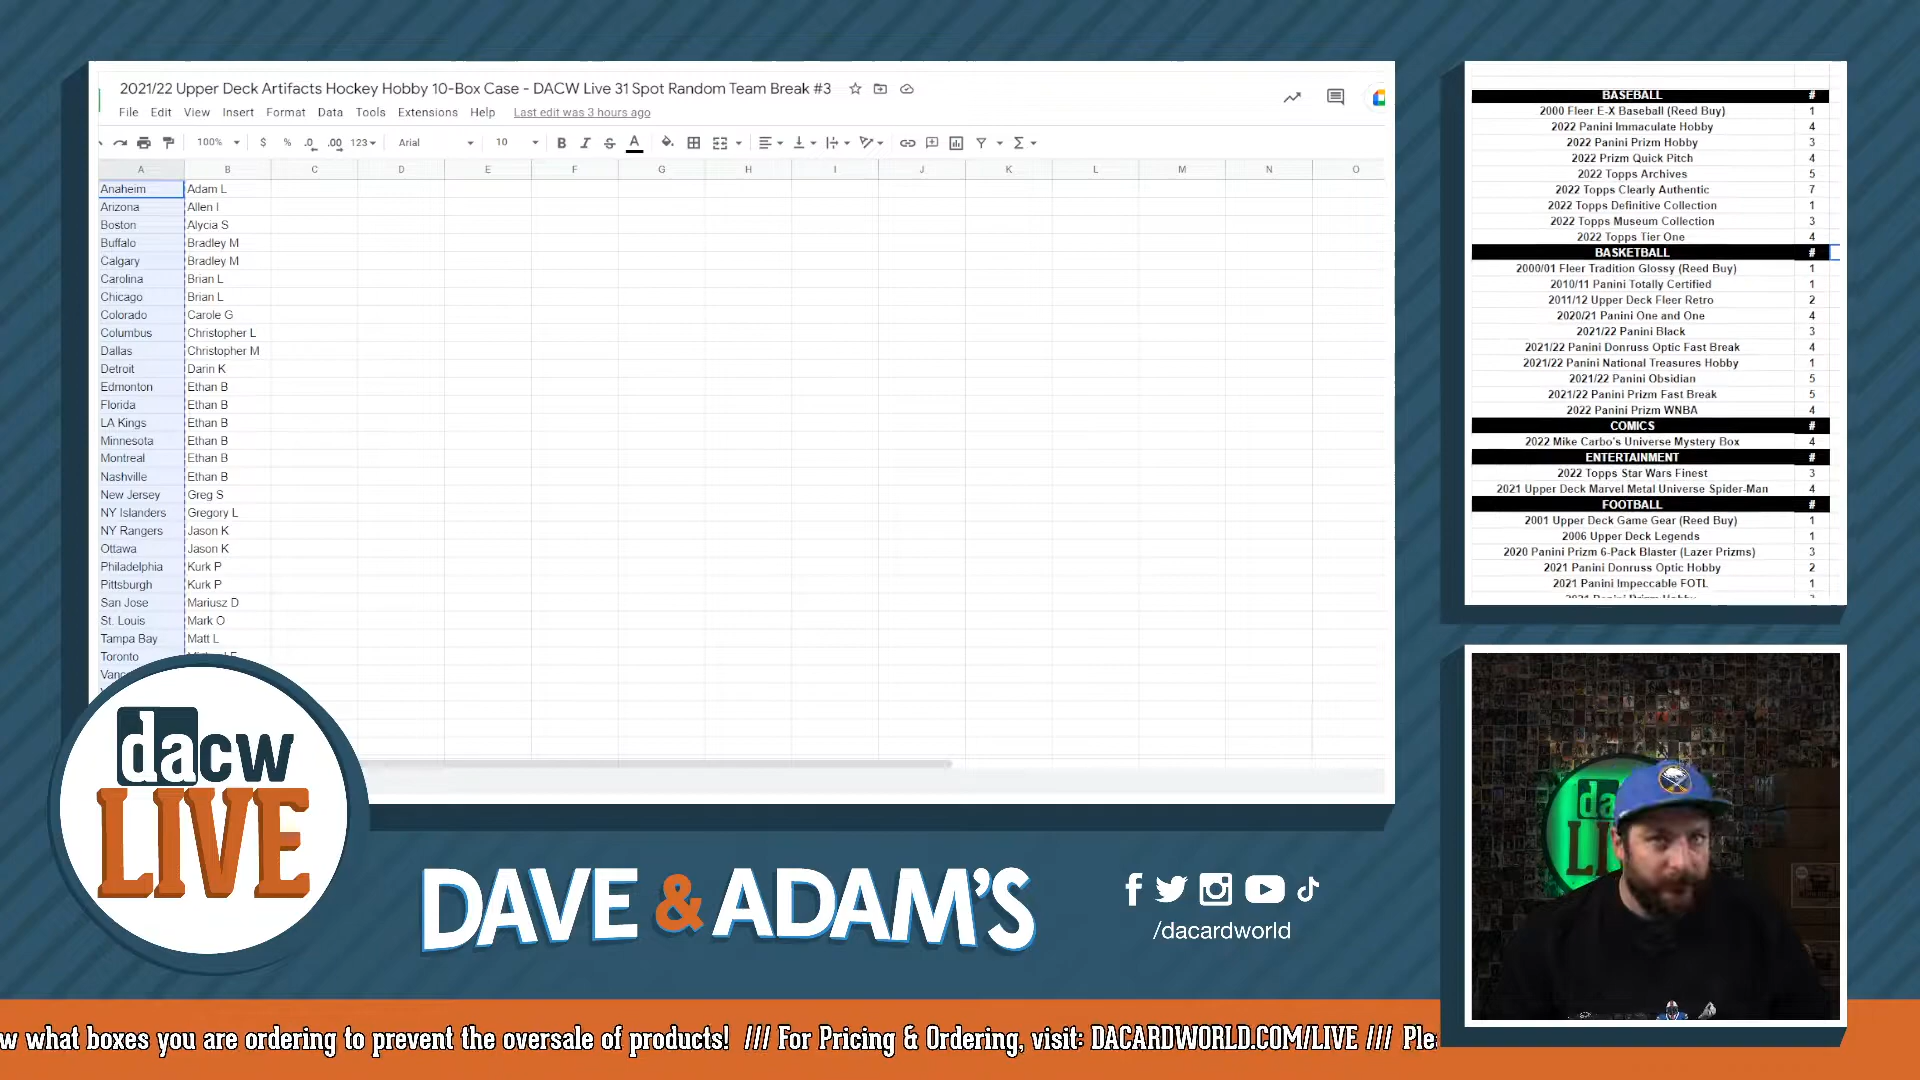 2021/22 Upper Deck Artifacts Hockey Hobby 10-Box Case - DACW Live 31 Spot Random Team Break #3
File Edit View Insert Format Data Tools Extensions Help Last edit was 3 hours ago
100% $ % .0 .00 123 Arial 10 B I S A
A B C D E F G H I J K L M N O
Anaheim Adam L
Arizona Allen I
Boston Alycia S
Buffalo Bradley M
Calgary Bradley M
Carolina Brian L
Chicago Brian L
Colorado Carole G
Columbus Christopher L
Dallas Christopher M
Detroit Darin K
Edmonton Ethan B
Florida Ethan B
LA Kings Ethan B
Minnesota Ethan B
Montreal Ethan B
Nashville Ethan B
New Jersey Greg S
NY Islanders Gregory L
NY Rangers Jason K
Ottawa Jason K
Philadelphia Kurk P
Pittsburgh Kurk P
San Jose Mariusz D
St. Louis Mark O
Tampa Bay Matt L
Toronto
BASEBALL #
2000 Fleer E-X Baseball (Reed Buy) 1
2022 Panini Immaculate Hobby 4
2022 Panini Prizm Hobby 3
2022 Prizm Quick Pitch 4
2022 Topps Archives 5
2022 Topps Clearly Authentic 7
2022 Topps Definitive Collection 1
2022 Topps Museum Collection 3
2022 Topps Tier One 4
BASKETBALL #
2000/01 Fleer Tradition Glossy (Reed Buy) 1
2010/11 Panini Totally Certified 1
2011/12 Upper Deck Fleer Retro 2
2020/21 Panini One and One 4
2021/22 Panini Black 3
2021/22 Panini Donruss Optic Fast Break 4
2021/22 Panini National Treasures Hobby 1
2021/22 Panini Obsidian 5
2021/22 Panini Prizm Fast Break 5
2022 Panini Prizm WNBA 4
COMICS #
2022 Mike Carbo's Universe Mystery Box 4
ENTERTAINMENT #
2022 Topps Star Wars Finest 3
2021 Upper Deck Marvel Metal Universe Spider-Man 4
FOOTBALL #
2001 Upper Deck Game Gear (Reed Buy) 1
2006 Upper Deck Legends 1
2020 Panini Prizm 6-Pack Blaster (Lazer Prizms) 3
2021 Panini Donruss Optic Hobby 2
2021 Panini Impeccable FOTL 1
dacw
LIVE
DAVE & ADAM'S
/dacardworld
w what boxes you are ordering to prevent the oversale of products! /// For Pricing & Ordering, visit: DACARDWORLD.COM/LIVE /// Ple